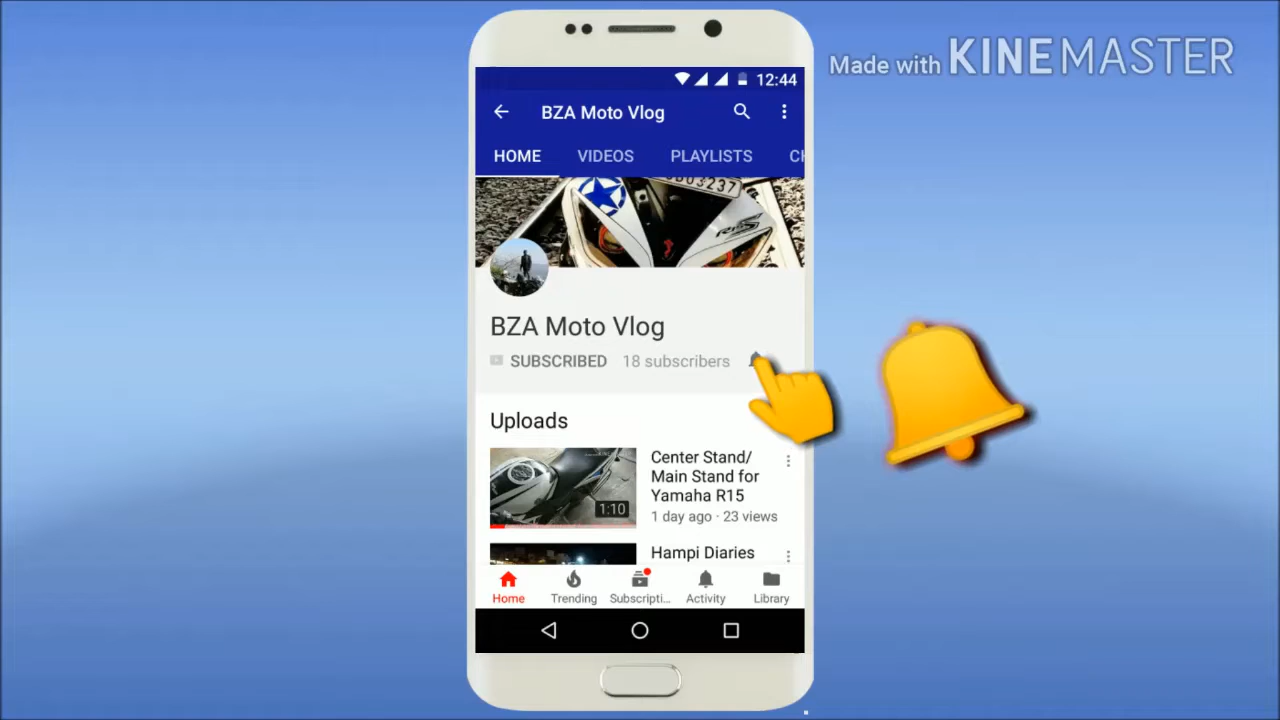 Made with KINEMASTER
12:44
BZA Moto Vlog
HOME VIDEOS PLAYLISTS CH
BZA Moto Vlog
SUBSCRIBED 18 subscribers
Uploads
Center Stand/
Main Stand for
Yamaha R15
1 day ago · 23 views
1:10
Hampi Diaries
Home Trending Subscripti... Activity Library